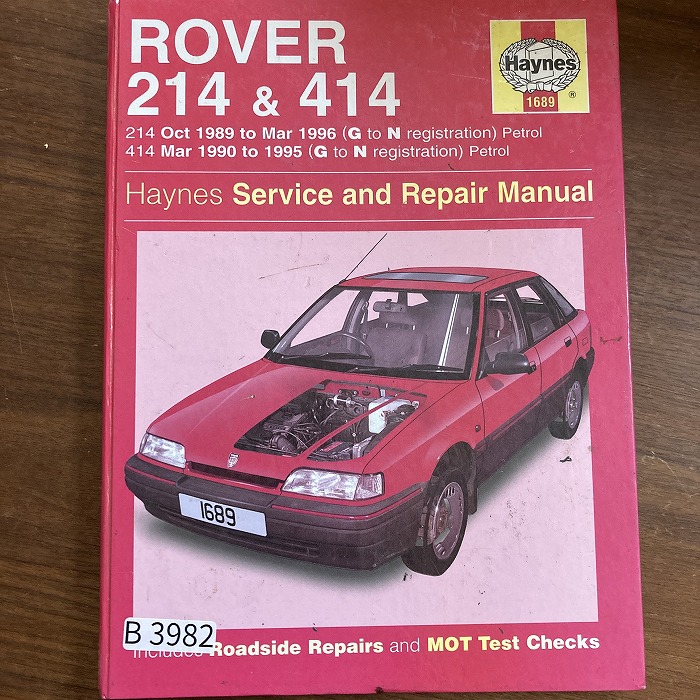 ROVER
214 & 414
Haynes
1689
®
214 Oct 1989 to Mar 1996 (G to N registration) Petrol
414 Mar 1990 to 1995 (G to N registration) Petrol
Haynes Service and Repair Manual
1689
B 3982
Includes Roadside Repairs and MOT Test Checks